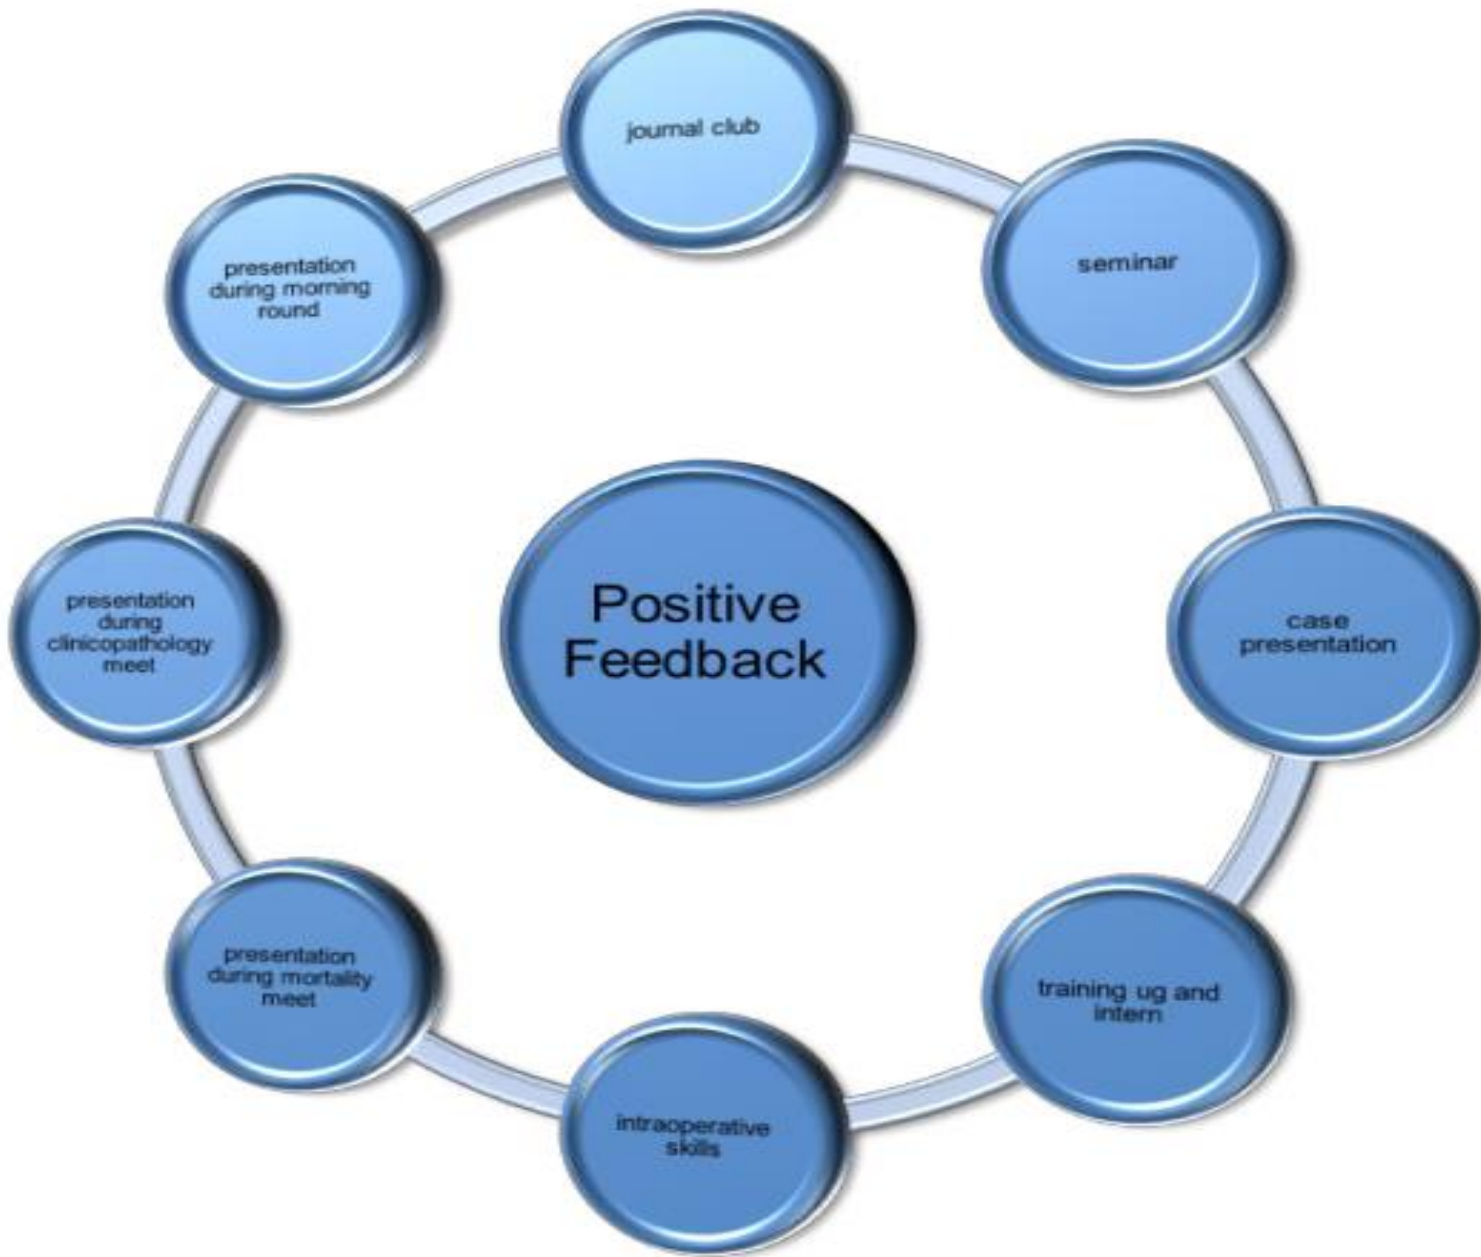 journal club
seminar
case
presentation
training ug and
intern
intraoperative
skills
presentation
during mortality
meet
presentation
during
clinicopathology
meet
presentation
during morning
round
Positive
Feedback